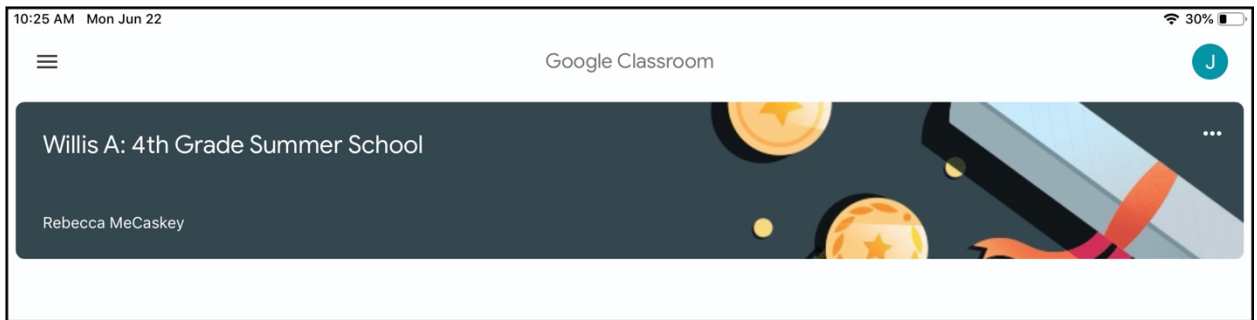 10:25 AM Mon Jun 22 30%
Google Classroom J
Willis A: 4th Grade Summer School
Rebecca MeCaskey